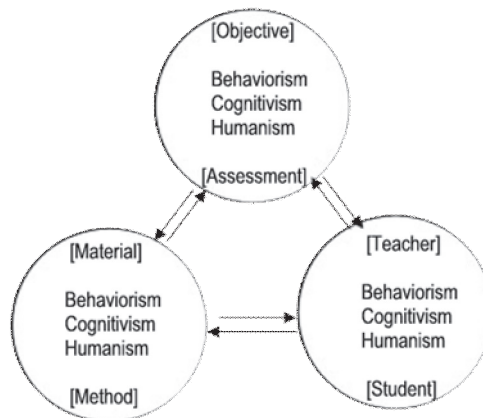 [Objective]
Behaviorism
Cognitivism
Humanism
[Assessment]
[Material]
Behaviorism
Cognitivism
Humanism
[Method]
[Teacher]
Behaviorism
Cognitivism
Humanism
[Student]